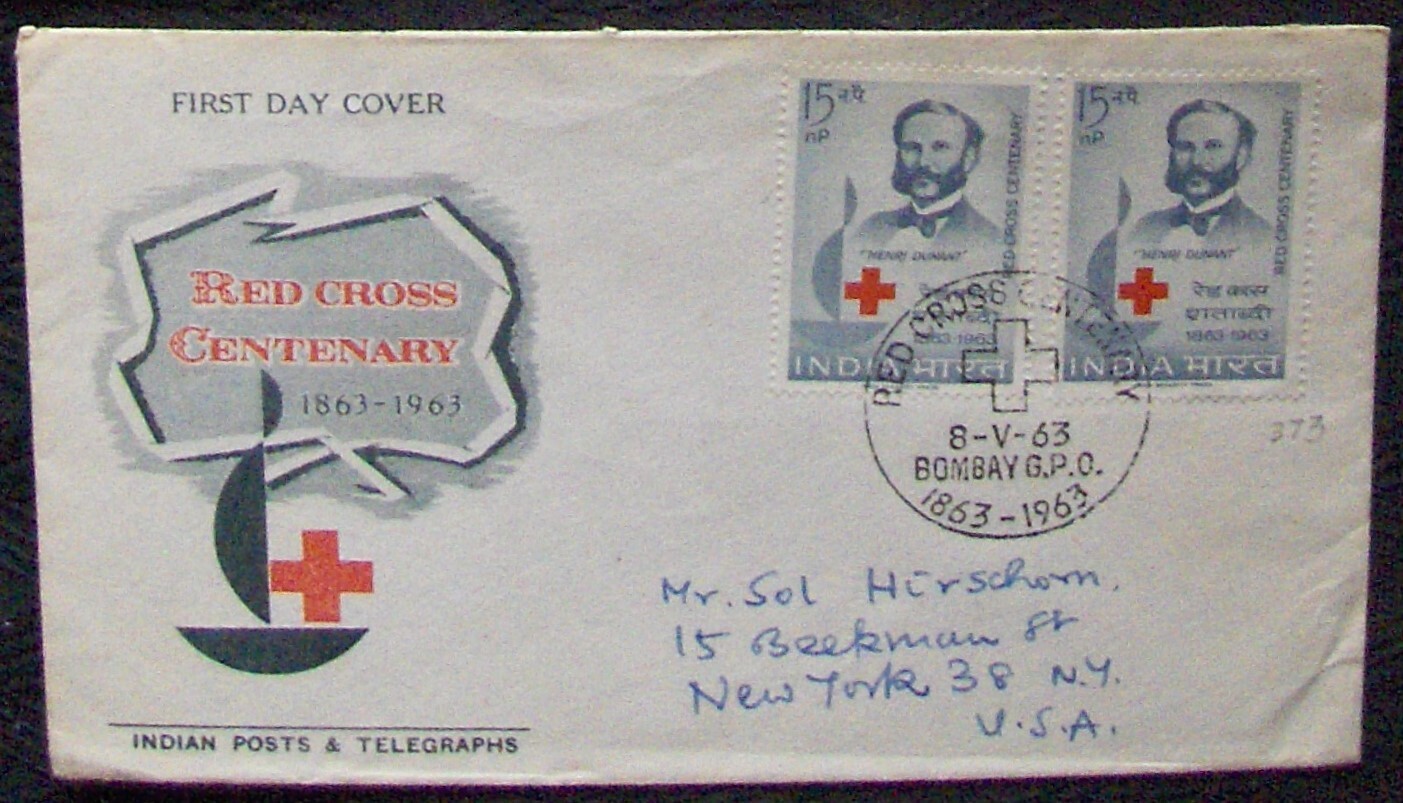 FIRST DAY COVER
RED CROSS
CENTENARY
1863-1963
INDIAN POSTS & TELEGRAPHS
15 न.पै.
nP
RED CROSS CENTENARY
"HENRI DUNANT"
1863-1963
INDIA भारत
15 न.पै.
nP
RED CROSS CENTENARY
"HENRI DUNANT"
रेड क्रास
शताब्दी
1863-1963
INDIA भारत
RED CROSS CENTENARY
8-V-63
BOMBAY G.P.O.
1863-1963
373
Mr. Sol Hirschorn.
15 Beekman St
New York 38 N.Y.
U.S.A.